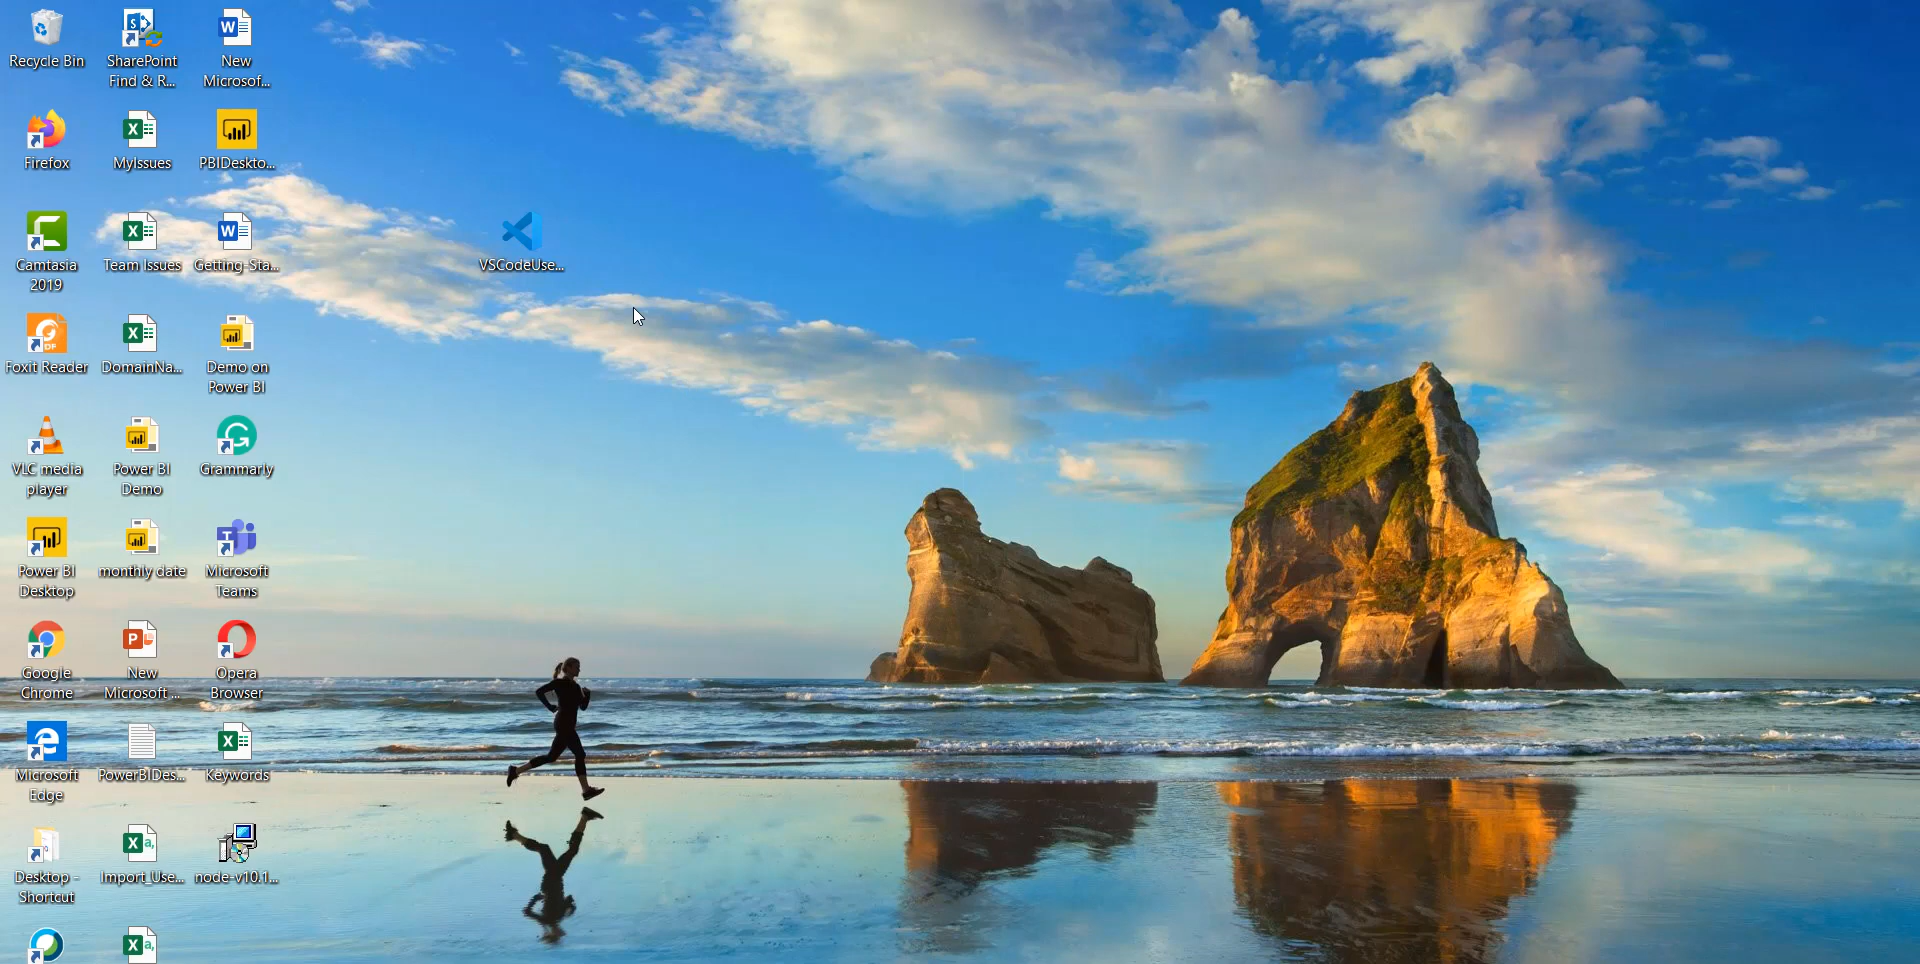 Recycle Bin
SharePoint
Find & R...
New
Microsof...
Firefox
MyIssues
PBIDeskto...
Camtasia
2019
Team Issues
Getting-Sta...
VSCodeUse...
Foxit Reader
DomainNa...
Demo on
Power BI
VLC media
player
Power BI
Demo
Grammarly
Power BI
Desktop
monthly date
Microsoft
Teams
Google
Chrome
New
Microsoft ...
Opera
Browser
Microsoft
Edge
PowerBIDes...
Keywords
Desktop -
Shortcut
Import_Use...
node-v10.1...